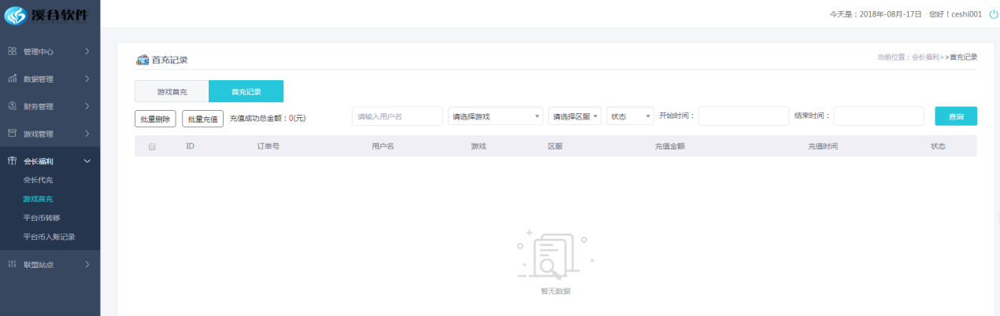 溪谷软件
今天是：2018年-08月-17日 您好！ceshi001
管理中心
数据管理
财务管理
游戏管理
会长福利
会长代充
游戏首充
平台币转移
平台币入账记录
联盟站点
首充记录
当前位置：会长福利>>首充记录
游戏首充 首充记录
批量删除 批量充值 充值成功总金额：0(元) 请输入用户名 请选择游戏 请选择区服 状态 开始时间： 结束时间： 查询
ID 订单号 用户名 游戏 区服 充值金额 充值时间 状态
暂无数据